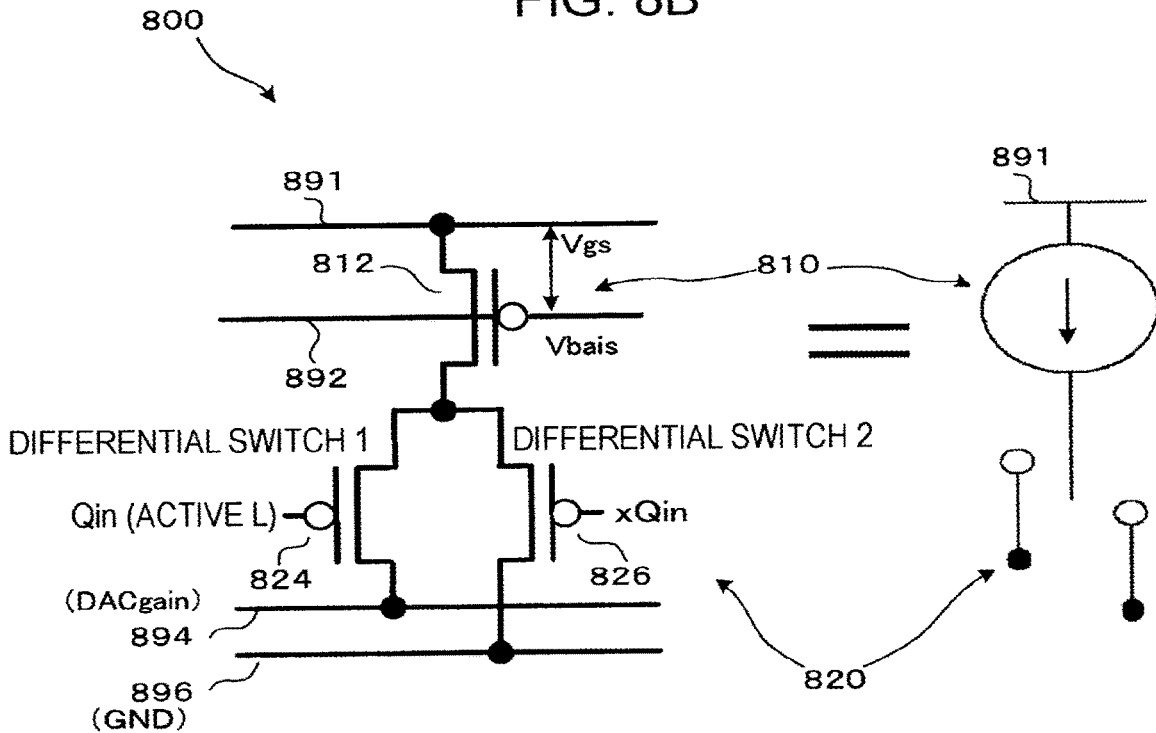 FIG. 8B
800
891
891
812
Vgs
810
892
Vbais
DIFFERENTIAL SWITCH 1
DIFFERENTIAL SWITCH 2
Qin (ACTIVE L)
xQin
824
826
(DACgain)
894
896
820
(GND)